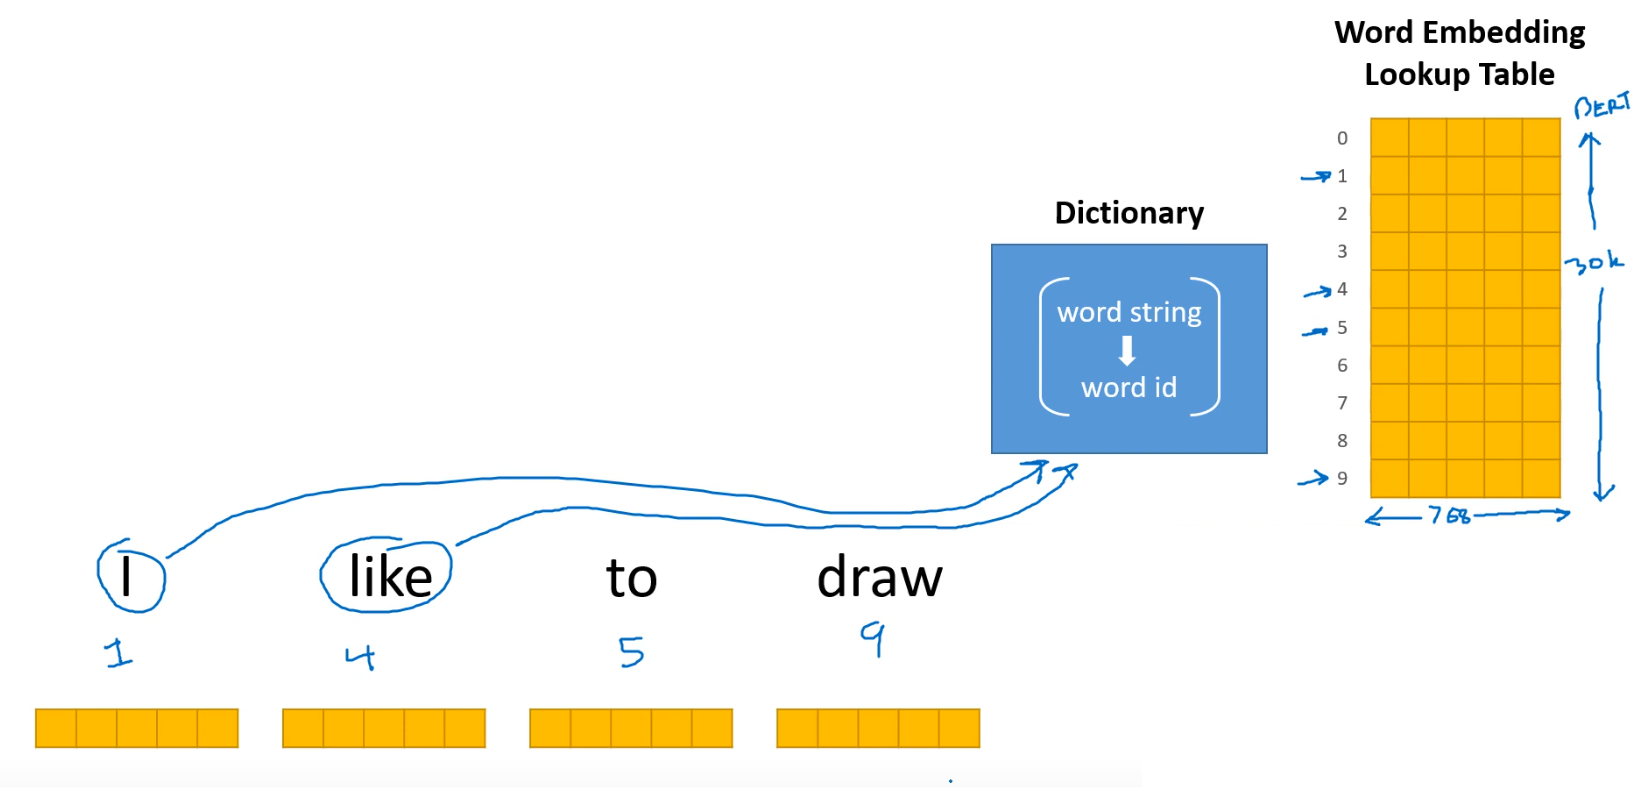 Word Embedding
Lookup Table
BERT
0
1
2
3
4
5
6
7
8
9
30k
768
Dictionary
word string
word id
I like to draw
1 4 5 9